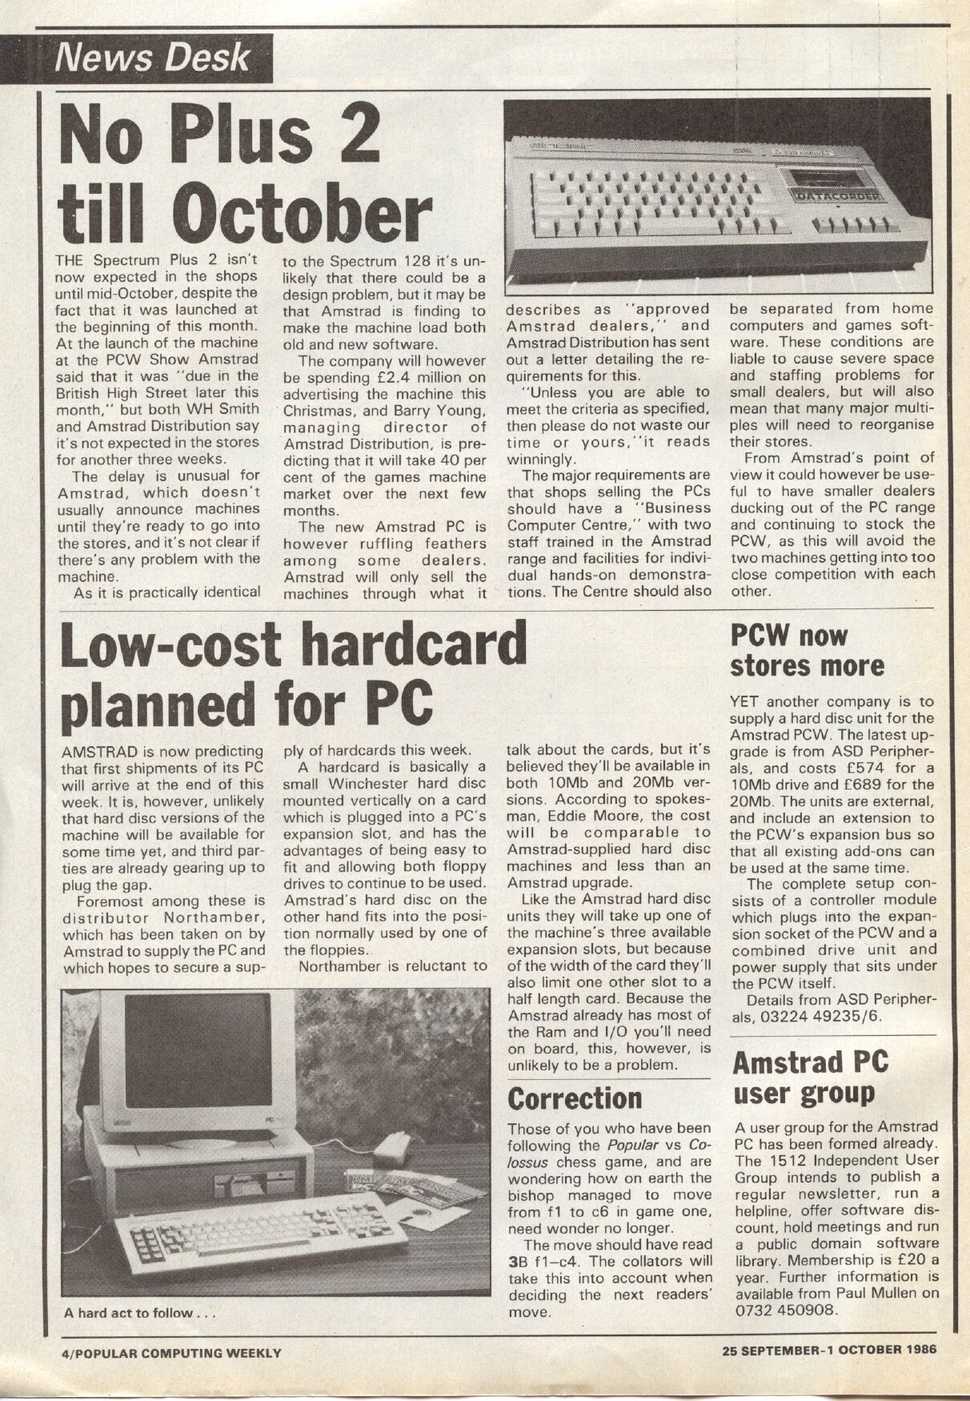 News Desk
No Plus 2
till October
THE Spectrum Plus 2 isn't
now expected in the shops
until mid-October, despite the
fact that it was launched at
the beginning of this month.
At the launch of the machine
at the PCW Show Amstrad
said that it was "due in the
British High Street later this
month," but both WH Smith
and Amstrad Distribution say
it's not expected in the stores
for another three weeks.
The delay is unusual for
Amstrad, which doesn't
usually announce machines
until they're ready to go into
the stores, and it's not clear if
there's any problem with the
machine.
As it is practically identical
to the Spectrum 128 it's un-
likely that there could be a
design problem, but it may be
that Amstrad is finding to
make the machine load both
old and new software.
The company will however
be spending £2.4 million on
advertising the machine this
Christmas, and Barry Young,
managing director of
Amstrad Distribution, is pre-
dicting that it will take 40 per
cent of the games machine
market over the next few
months.
The new Amstrad PC is
however ruffling feathers
among some dealers.
Amstrad will only sell the
machines through what it
DATACORDER
describes as "approved
Amstrad dealers," and
Amstrad Distribution has sent
out a letter detailing the re-
quirements for this.
"Unless you are able to
meet the criteria as specified,
then please do not waste our
time or yours,"it reads
winningly.
The major requirements are
that shops selling the PCs
should have a "Business
Computer Centre," with two
staff trained in the Amstrad
range and facilities for indivi-
dual hands-on demonstra-
tions. The Centre should also
be separated from home
computers and games soft-
ware. These conditions are
liable to cause severe space
and staffing problems for
small dealers, but will also
mean that many major multi-
ples will need to reorganise
their stores.
From Amstrad's point of
view it could however be use-
ful to have smaller dealers
ducking out of the PC range
and continuing to stock the
PCW, as this will avoid the
two machines getting into too
close competition with each
other.
Low-cost hardcard
planned for PC
AMSTRAD is now predicting
that first shipments of its PC
will arrive at the end of this
week. It is, however, unlikely
that hard disc versions of the
machine will be available for
some time yet, and third par-
ties are already gearing up to
plug the gap.
Foremost among these is
distributor Northamber,
which has been taken on by
Amstrad to supply the PC and
which hopes to secure a sup-
ply of hardcards this week.
A hardcard is basically a
small Winchester hard disc
mounted vertically on a card
which is plugged into a PC's
expansion slot, and has the
advantages of being easy to
fit and allowing both floppy
drives to continue to be used.
Amstrad's hard disc on the
other hand fits into the posi-
tion normally used by one of
the floppies.
Northamber is reluctant to
talk about the cards, but it's
believed they'll be available in
both 10Mb and 20Mb ver-
sions. According to spokes-
man, Eddie Moore, the cost
will be comparable to
Amstrad-supplied hard disc
machines and less than an
Amstrad upgrade.
Like the Amstrad hard disc
units they will take up one of
the machine's three available
expansion slots, but because
of the width of the card they'll
also limit one other slot to a
half length card. Because the
Amstrad already has most of
the Ram and I/O you'll need
on board, this, however, is
unlikely to be a problem.
PC
A hard act to follow . . .
Correction
Those of you who have been
following the Popular vs Co-
lossus chess game, and are
wondering how on earth the
bishop managed to move
from f1 to c6 in game one,
need wonder no longer.
The move should have read
3B f1–c4. The collators will
take this into account when
deciding the next readers'
move.
PCW now
stores more
YET another company is to
supply a hard disc unit for the
Amstrad PCW. The latest up-
grade is from ASD Peripher-
als, and costs £574 for a
10Mb drive and £689 for the
20Mb. The units are external,
and include an extension to
the PCW's expansion bus so
that all existing add-ons can
be used at the same time.
The complete setup con-
sists of a controller module
which plugs into the expan-
sion socket of the PCW and a
combined drive unit and
power supply that sits under
the PCW itself.
Details from ASD Peripher-
als, 03224 49235/6.
Amstrad PC
user group
A user group for the Amstrad
PC has been formed already.
The 1512 Independent User
Group intends to publish a
regular newsletter, run a
helpline, offer software dis-
count, hold meetings and run
a public domain software
library. Membership is £20 a
year. Further information is
available from Paul Mullen on
0732 450908.
4/POPULAR COMPUTING WEEKLY
25 SEPTEMBER-1 OCTOBER 1986